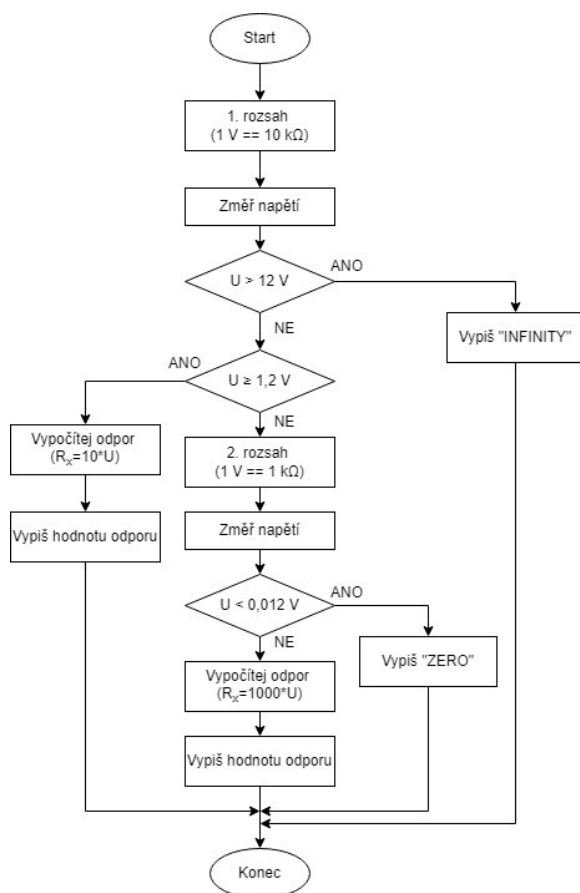 Start
1. rozsah
(1 V == 10 kΩ)
Změř napětí
U > 12 V
ANO
NE
Vypiš "INFINITY"
ANO
U ≥ 1,2 V
NE
Vypočítej odpor
(Rₓ=10*U)
2. rozsah
(1 V == 1 kΩ)
Vypiš hodnotu odporu
Změř napětí
U < 0,012 V
ANO
NE
Vypiš "ZERO"
Vypočítej odpor
(Rₓ=1000*U)
Vypiš hodnotu odporu
Konec